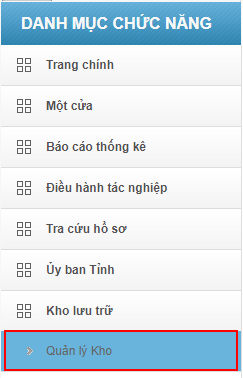 DANH MỤC CHỨC NĂNG
Trang chính
Một cửa
Báo cáo thống kê
Điều hành tác nghiệp
Tra cứu hồ sơ
Ủy ban Tỉnh
Kho lưu trữ
Quản lý Kho